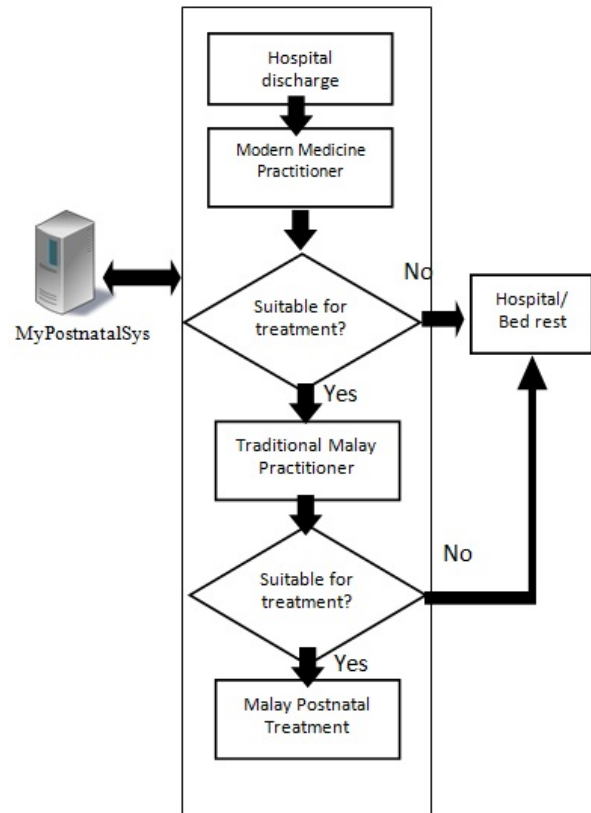 Hospital
discharge
Modern Medicine
Practitioner
MyPostnatalSys
Suitable for
treatment?
No
Hospital/
Bed rest
Yes
Traditional Malay
Practitioner
Suitable for
treatment?
No
Yes
Malay Postnatal
Treatment